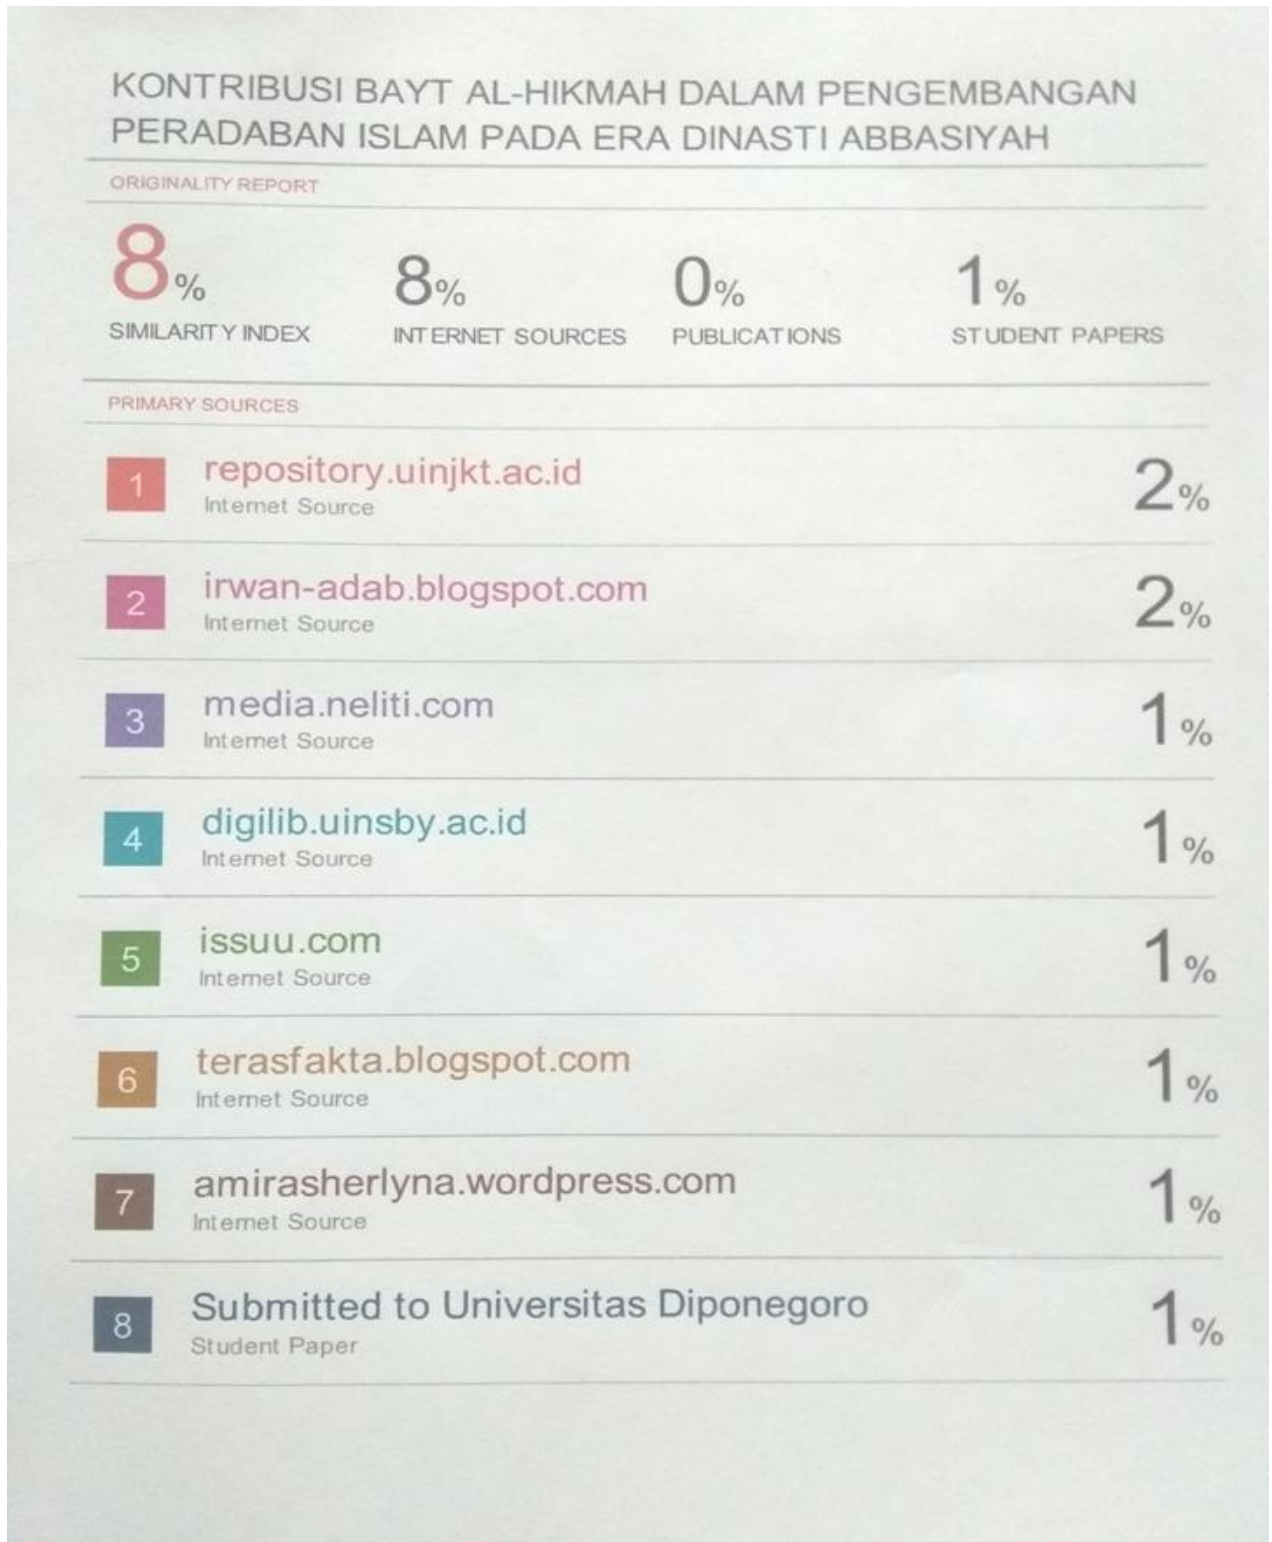 KONTRIBUSI BAYT AL-HIKMAH DALAM PENGEMBANGAN
PERADABAN ISLAM PADA ERA DINASTI ABBASIYAH
ORIGINALITY REPORT
8% 8% 0% 1%
SIMILARITY INDEX INTERNET SOURCES PUBLICATIONS STUDENT PAPERS
PRIMARY SOURCES
1 repository.uinjkt.ac.id 2%
Internet Source
2 irwan-adab.blogspot.com 2%
Internet Source
3 media.neliti.com 1%
Internet Source
4 digilib.uinsby.ac.id 1%
Internet Source
5 issuu.com 1%
Internet Source
6 terasfakta.blogspot.com 1%
Internet Source
7 amirasherlyna.wordpress.com 1%
Internet Source
8 Submitted to Universitas Diponegoro 1%
Student Paper